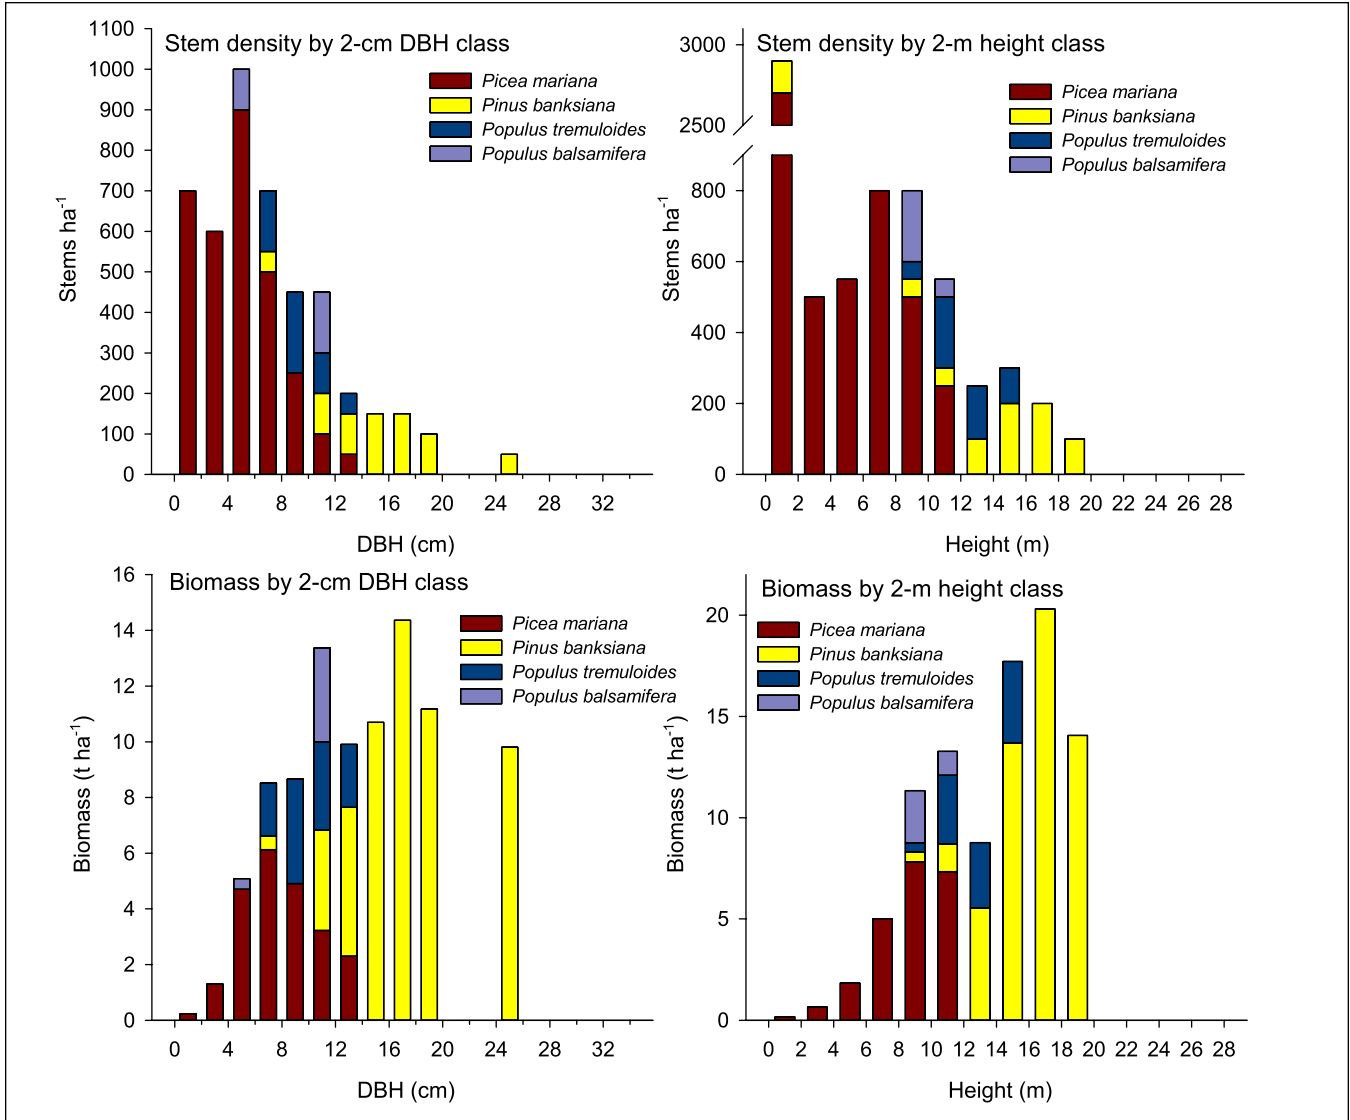 Stem density by 2-cm DBH class
Picea mariana
Pinus banksiana
Populus tremuloides
Populus balsamifera
1100
1000
900
800
700
600
500
400
300
200
100
0
Stems ha-1
0 4 8 12 16 20 24 28 32
DBH (cm)
Stem density by 2-m height class
Picea mariana
Pinus banksiana
Populus tremuloides
Populus balsamifera
3000
2500
800
600
400
200
0
Stems ha-1
0 2 4 6 8 10 12 14 16 18 20 22 24 26 28
Height (m)
Biomass by 2-cm DBH class
Picea mariana
Pinus banksiana
Populus tremuloides
Populus balsamifera
16
14
12
10
8
6
4
2
0
Biomass (t ha-1)
0 4 8 12 16 20 24 28 32
DBH (cm)
Biomass by 2-m height class
Picea mariana
Pinus banksiana
Populus tremuloides
Populus balsamifera
20
15
10
5
0
Biomass (t ha-1)
0 2 4 6 8 10 12 14 16 18 20 22 24 26 28
Height (m)